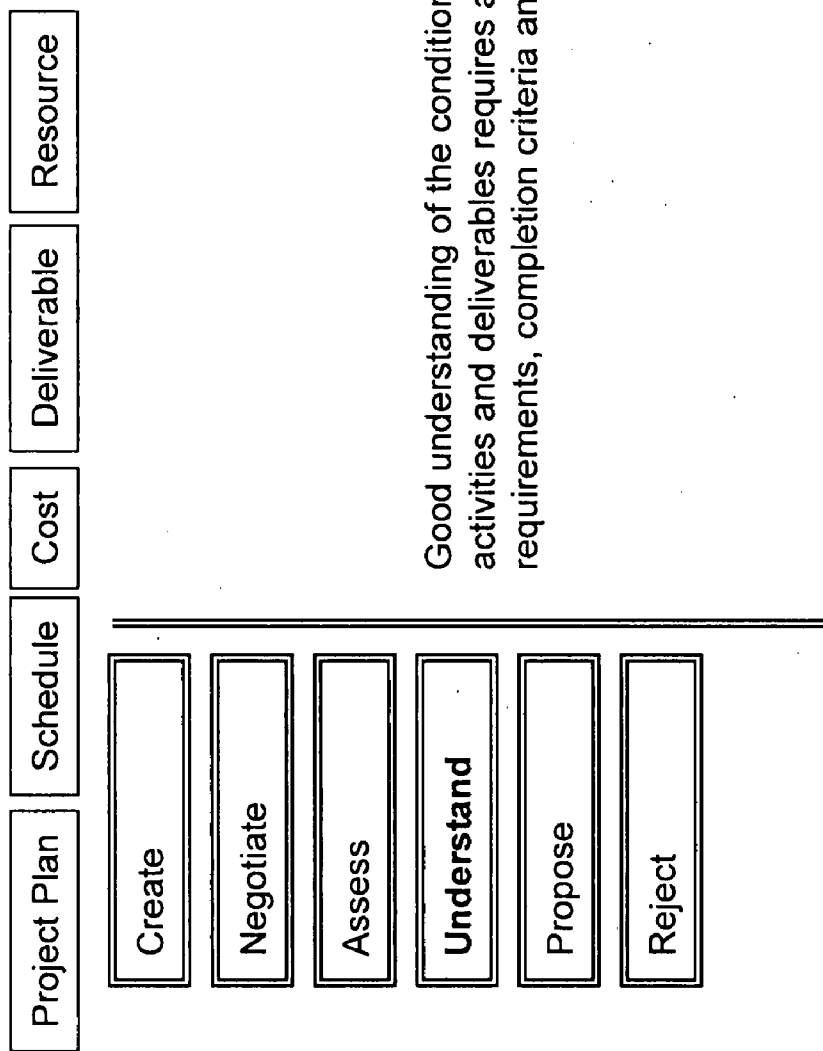 Project Plan Schedule Cost Deliverable Resource
Create
Negotiate
Assess
Understand
Propose
Reject
Good understanding of the condition
activities and deliverables requires a
requirements, completion criteria an